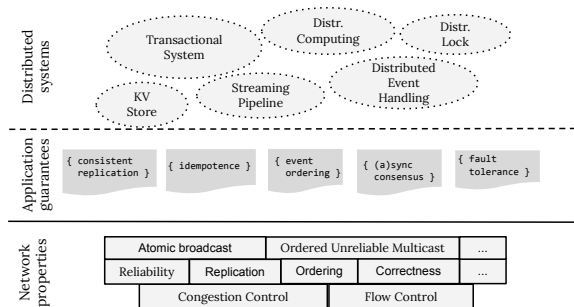 Distributed
systems
Transactional
System
Distr.
Computing
Distr.
Lock
KV
Store
Streaming
Pipeline
Distributed
Event
Handling
Application
guarantees
{ consistent
replication }
{ idempotence }
{ event
ordering }
{ (a)sync
consensus }
{ fault
tolerance }
Network
properties
Atomic broadcast
Ordered Unreliable Multicast
...
Reliability
Replication
Ordering
Correctness
...
Congestion Control
Flow Control